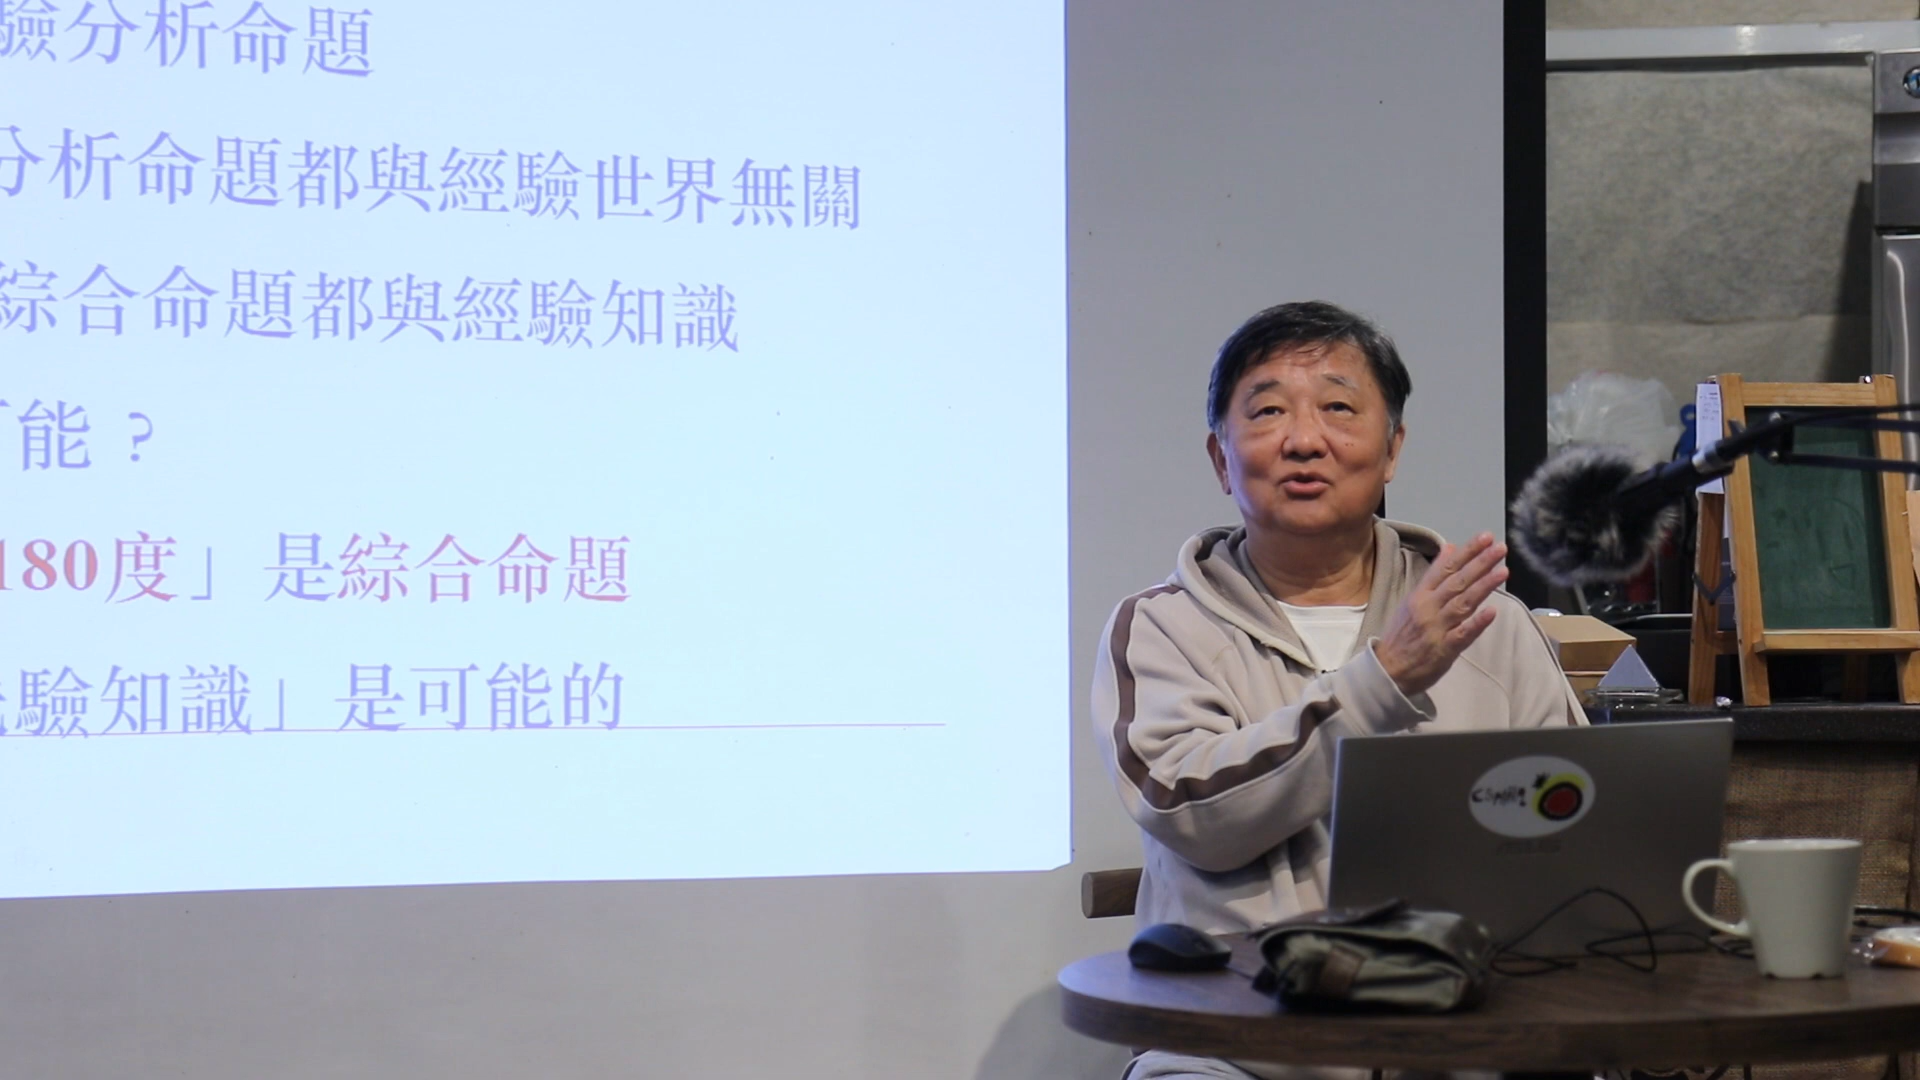 驗分析命題
分析命題都與經驗世界無關
綜合命題都與經驗知識
可能？
180度」是綜合命題
先驗知識」是可能的